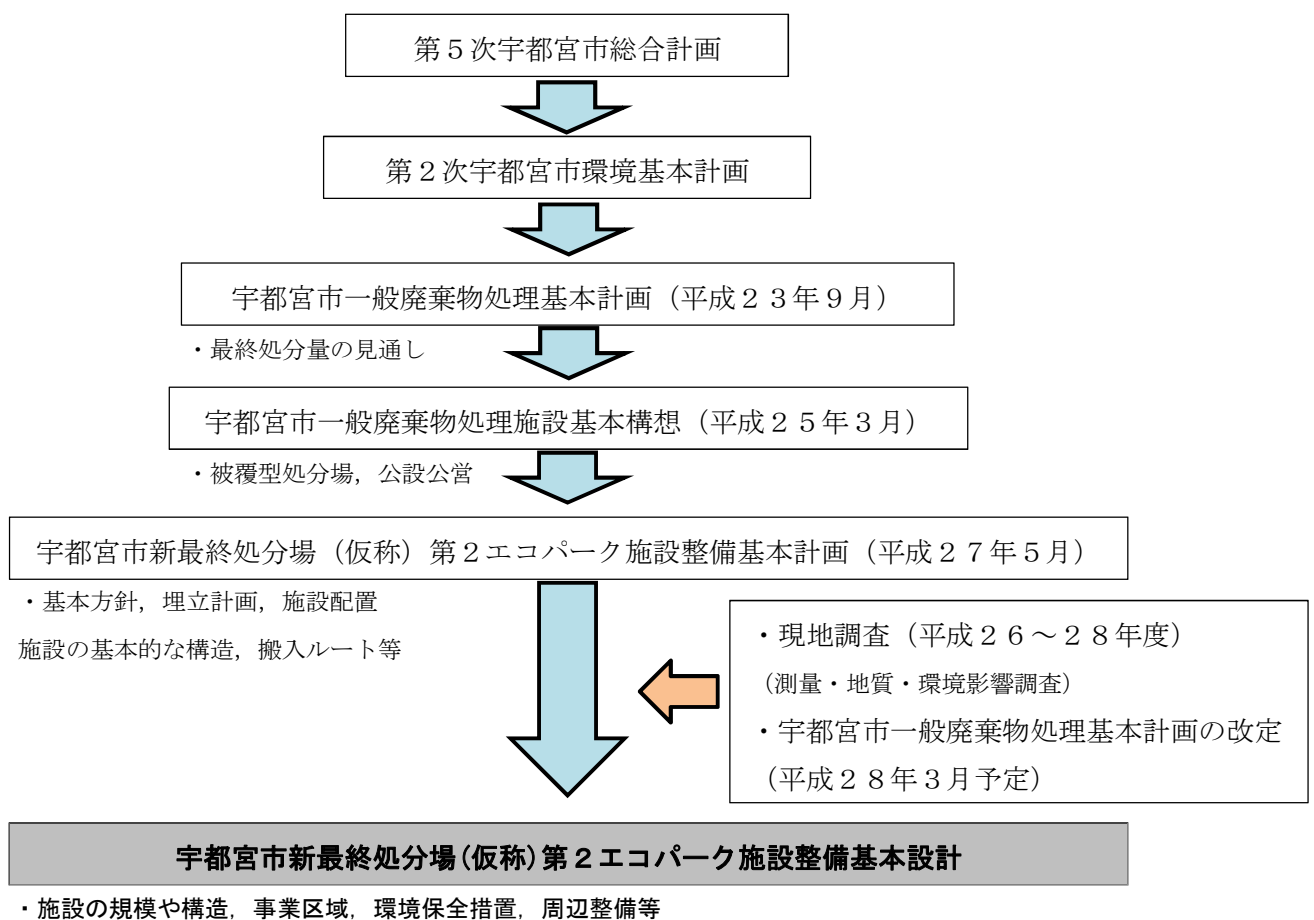 第５次宇都宮市総合計画
第２次宇都宮市環境基本計画
宇都宮市一般廃棄物処理基本計画（平成２３年９月）
・最終処分量の見通し
宇都宮市一般廃棄物処理施設基本構想（平成２５年３月）
・被覆型処分場，公設公営
宇都宮市新最終処分場（仮称）第２エコパーク施設整備基本計画（平成２７年５月）
・基本方針，埋立計画，施設配置
施設の基本的な構造，搬入ルート等
・現地調査（平成２６～２８年度）
（測量・地質・環境影響調査）
・宇都宮市一般廃棄物処理基本計画の改定
（平成２８年３月予定）
宇都宮市新最終処分場(仮称)第２エコパーク施設整備基本設計
・施設の規模や構造，事業区域，環境保全措置，周辺整備等